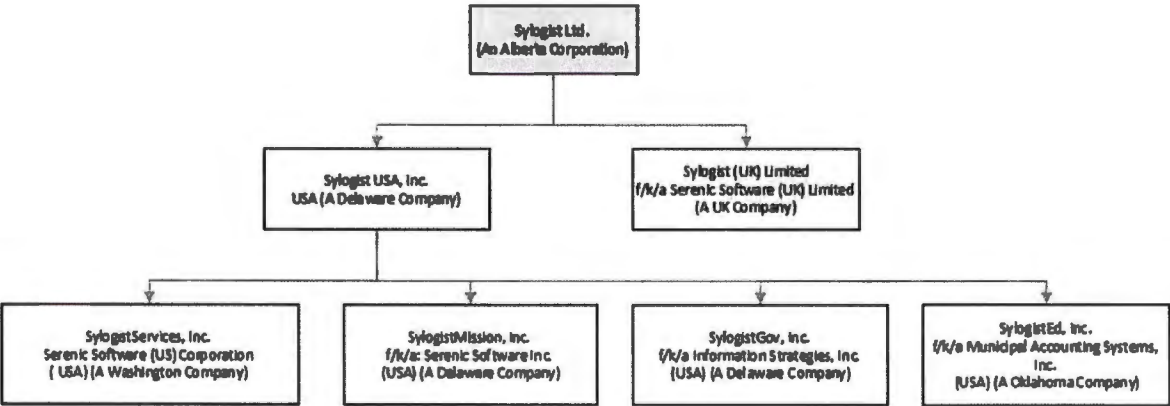 Sylogist Ltd.
(An Alberta Corporation)
Sylogist USA, Inc.
USA (A Delaware Company)
Sylogist (UK) Limited
f/k/a Serenic Software (UK) Limited
(A UK Company)
SylogistServices, Inc.
Serenic Software (US) Corporation
( USA) (A Washington Company)
SylogistMission, Inc.
f/k/a: Serenic Software Inc.
(USA) (A Delaware Company)
SylogistGov, Inc.
f/k/a Information Strategies, Inc.
(USA) (A Delaware Company)
SylogistEd, Inc.
f/k/a Municipal Accounting Systems,
Inc.
(USA) (A Oklahoma Company)